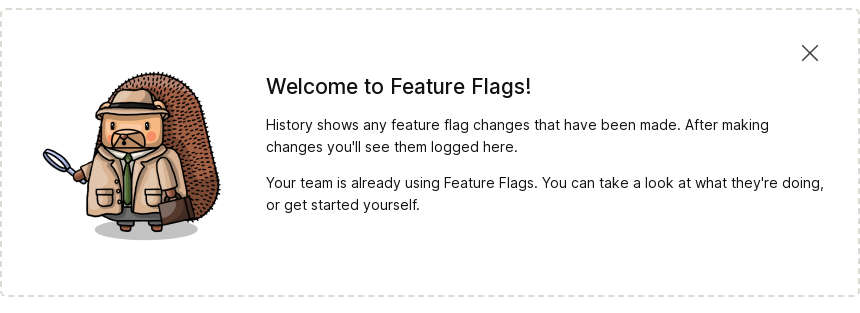 Welcome to Feature Flags!
History shows any feature flag changes that have been made. After making
changes you'll see them logged here.
Your team is already using Feature Flags. You can take a look at what they're doing,
or get started yourself.